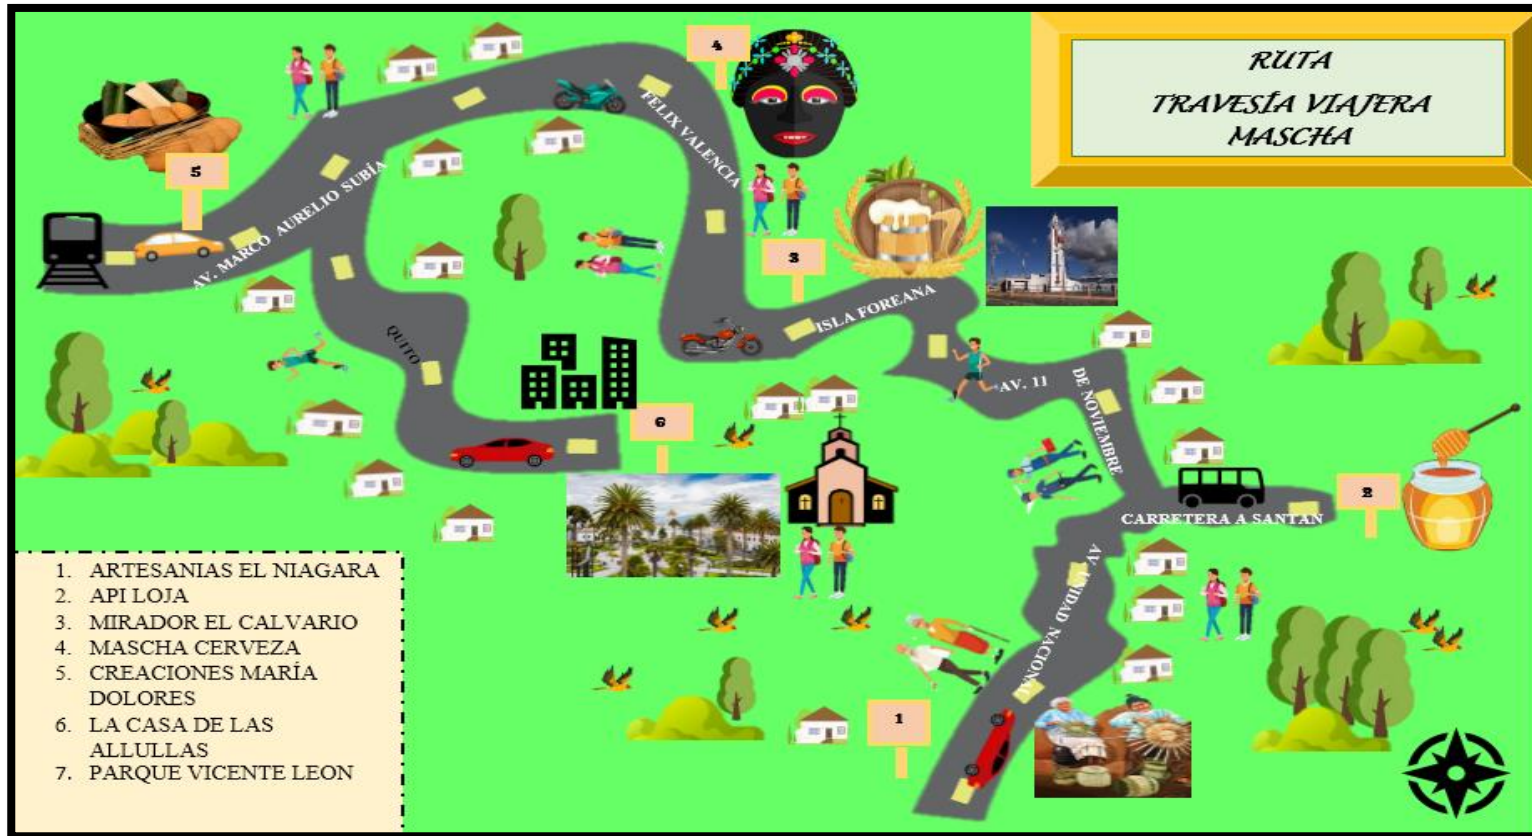 RUTA
TRAVESÍA VIAJERA
MASCHA
4
FELIX VALENCIA
5
AV. MARCO AURELIO SUBÍA
3
ISLA FOREANA
QUITO
AV. 11
DE NOVIEMBRE
6
2
CARRETERA A SANTAN
AV. UNIDAD NACIONAL
1
1. ARTESANIAS EL NIAGARA
2. API LOJA
3. MIRADOR EL CALVARIO
4. MASCHA CERVEZA
5. CREACIONES MARÍA
DOLORES
6. LA CASA DE LAS
ALLULLAS
7. PARQUE VICENTE LEON